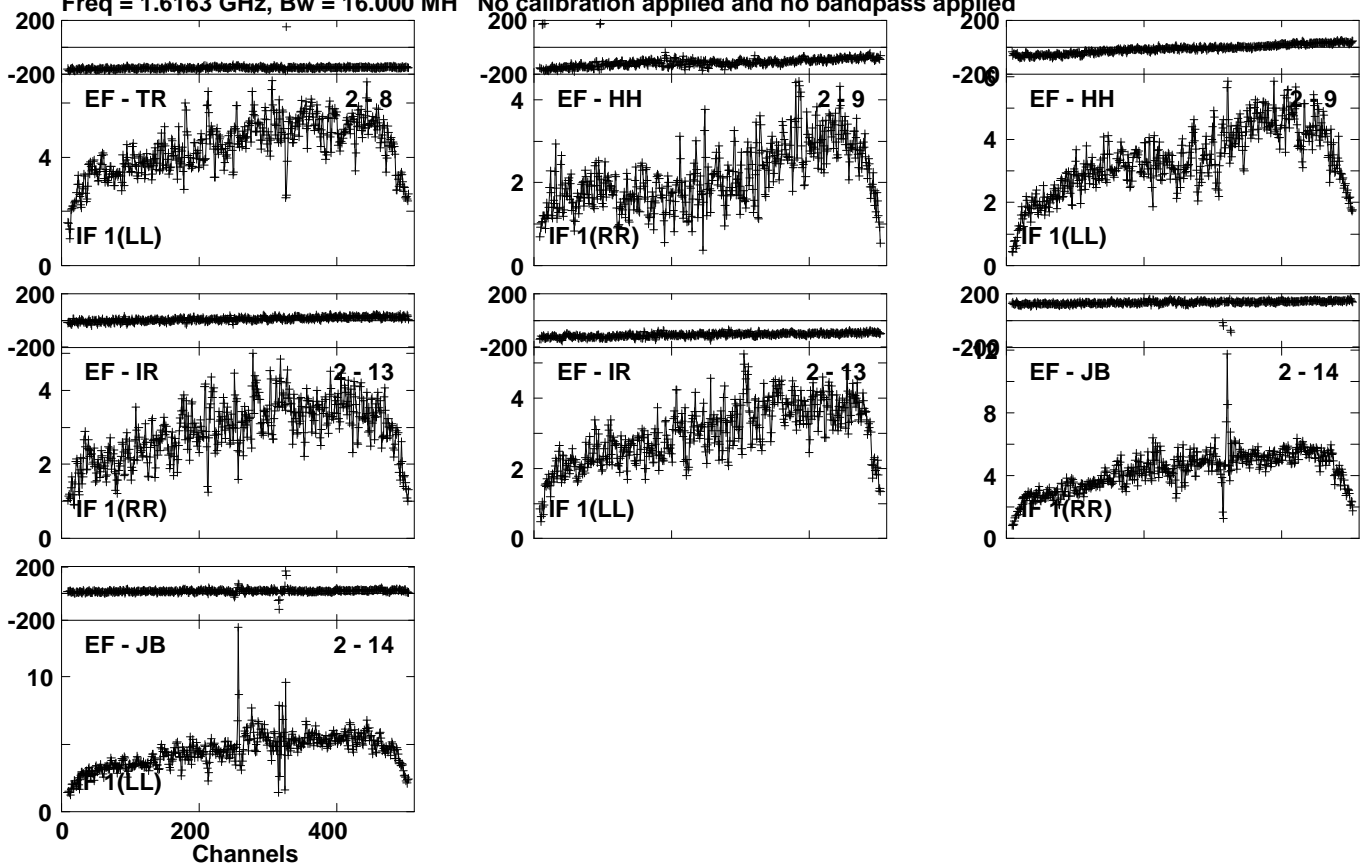 Freq = 1.6163 GHz, Bw = 16.000 MH No calibration applied and no bandpass applied
200
-200
EF - TR 2 - 8
4
IF 1(LL)
0
-200
EF - HH 2 - 9
4
2
IF 1(RR)
0
200
-200
6
EF - HH 2 - 9
4
2
IF 1(LL)
0
200
-200
EF - IR 2 - 13
4
2
IF 1(RR)
0
EF - IR 2 - 13
4
2
IF 1(LL)
0
200
-200
12
EF - JB 2 - 14
8
4
IF 1(RR)
0
200
-200
EF - JB 2 - 14
10
IF 1(LL)
0
0 200 400
Channels